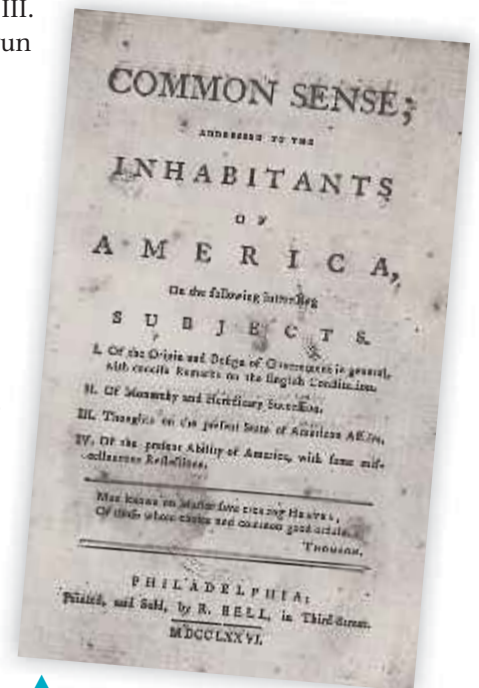 III.
un
COMMON SENSE;
ADDRESSED TO THE
INHABITANTS
OF
AMERICA,
On the following interesting
SUBJECTS.
I. Of the Origin and Design of Government in general,
with concise Remarks on the English Constitution.
II. Of Monarchy and Hereditary Succession.
III. Thoughts on the present State of American Affairs.
IV. Of the present Ability of America, with some mis-
cellaneous Reflections.
Man knows no Master save creating HEAVEN,
Or those whom choice and common good ordain.
THOMSON.
PHILADELPHIA:
Printed, and Sold, by R. BELL, in Third-Street.
MDCCLXXVI.